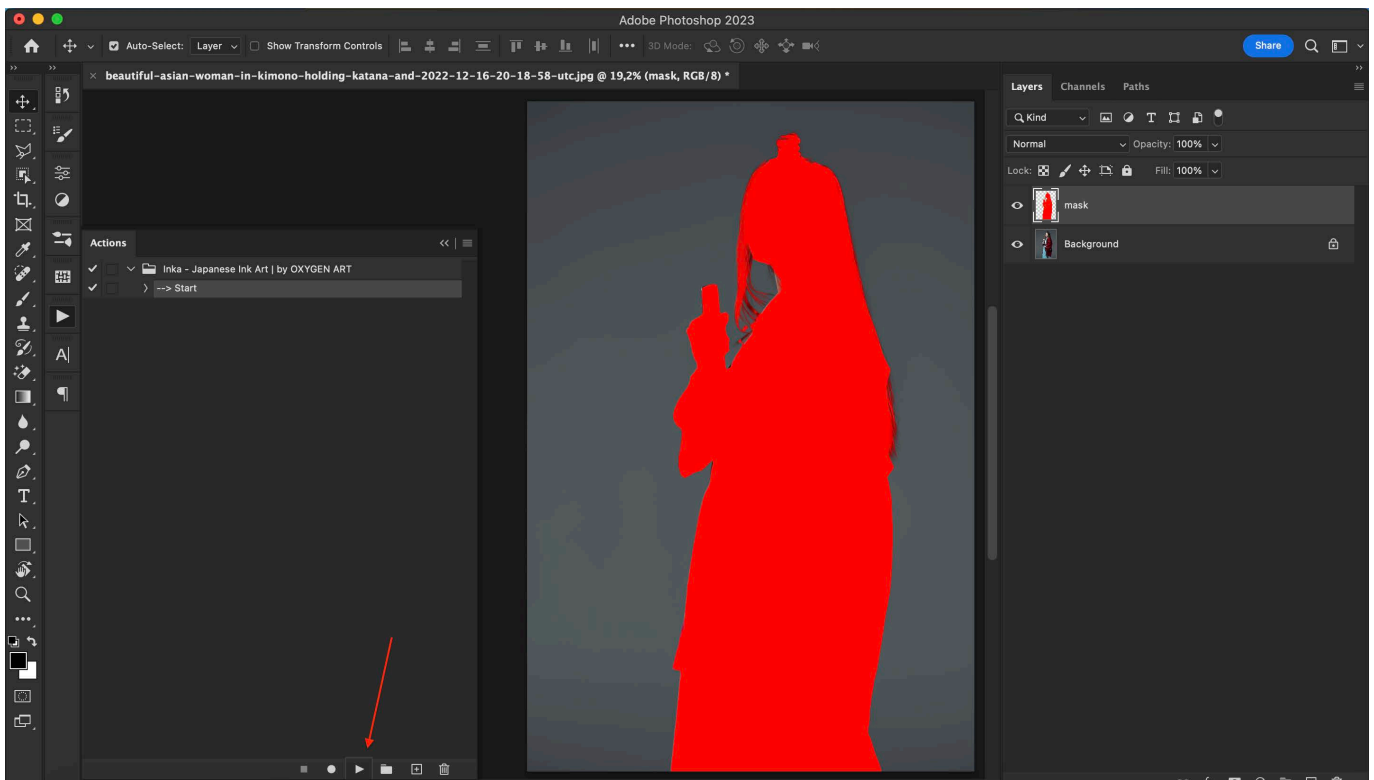 Adobe Photoshop 2023
Auto-Select: Layer Show Transform Controls 3D Mode: Share
× beautiful-asian-woman-in-kimono-holding-katana-and-2022-12-16-20-18-58-utc.jpg @ 19,2% (mask, RGB/8) *
Layers Channels Paths
Kind
Normal Opacity: 100%
Lock: Fill: 100%
mask
Background
Actions
Inka - Japanese Ink Art | by OXYGEN ART
--> Start